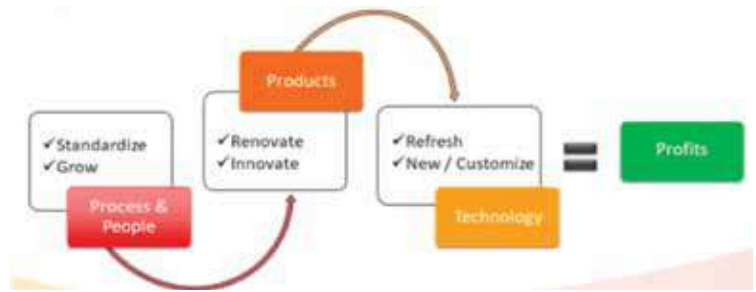 ✓Standardize
✓Grow
Process &
People
Products
✓Renovate
✓Innovate
✓Refresh
✓New / Customize
Technology
=
Profits